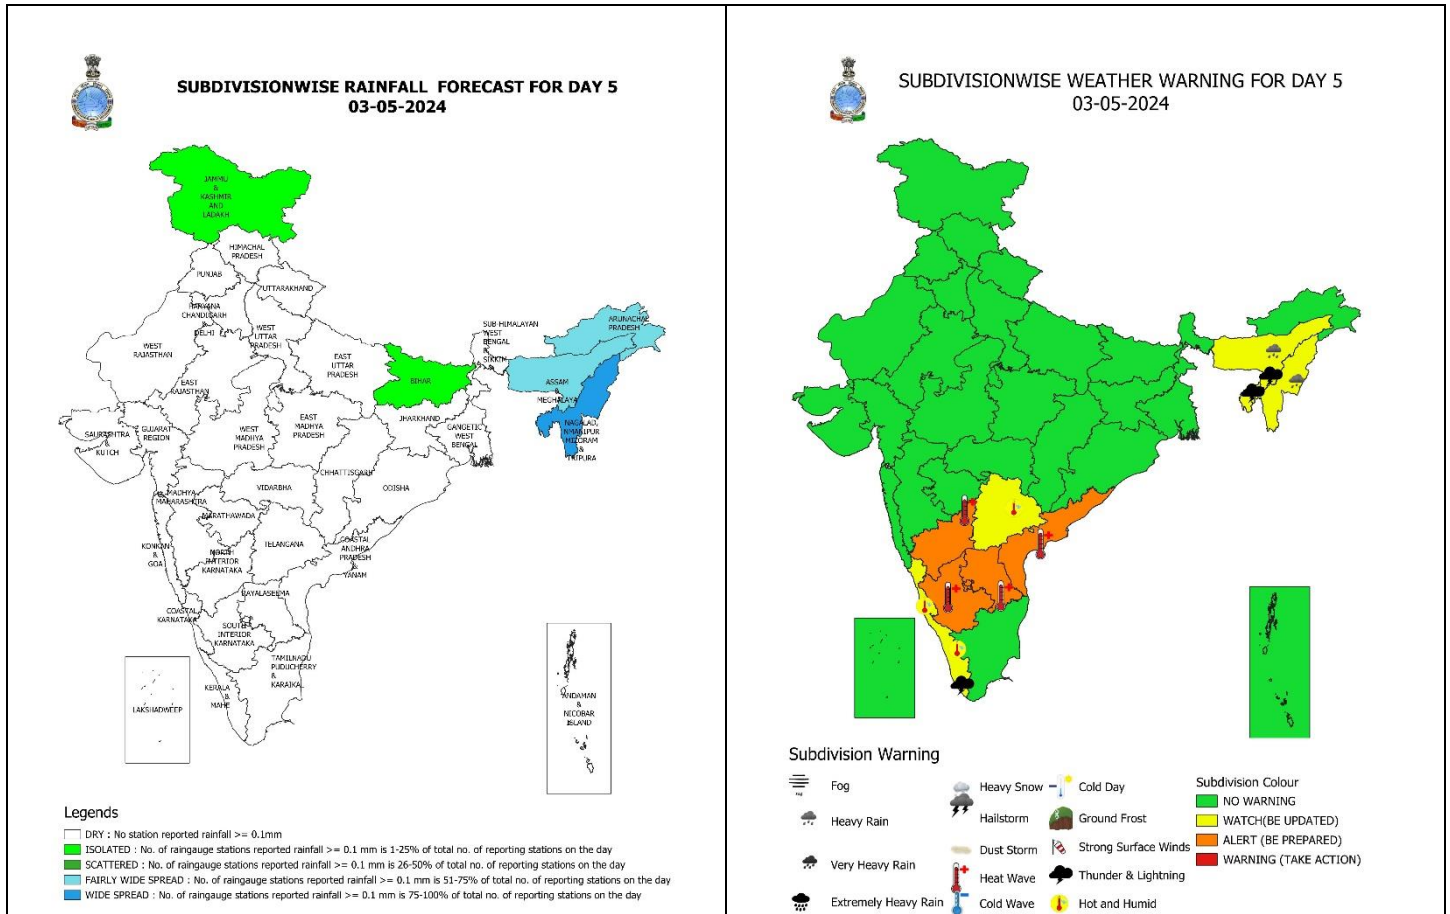 SUBDIVISIONWISE RAINFALL FORECAST FOR DAY 5
03-05-2024
JAMMU
&
KASHMIR
AND
LADAKH
HIMACHAL
PRADESH
PUNJAB
UTTARAKHAND
HARYANA
CHANDIGARH
&
DELHI
WEST
UTTAR
PRADESH
WEST
RAJASTHAN
EAST
UTTAR
PRADESH
SUB-HIMALAYAN
WEST
BENGAL
&
SIKKIN
ARUNACHAL
PRADESH
EAST
RAJASTHAN
BIHAR
ASSAM
&
MEGHALAYA
JHARKHAND
GANGETIC
WEST
BENGAL
NAGALAD,
NMANIPUR
MIZORAM
&
TRIPURA
SAURASHTRA
&
KUTCH
GUJARAT
REGION
WEST
MADHYA
PRADESH
EAST
MADHYA
PRADESH
CHHATTISGARH
ODISHA
VIDARBHA
MADHYA
MAHARASHTRA
MARATHAWADA
KONKAN
&
GOA
NORTH
INTERIOR
KARNATAKA
TELANGANA
COASTAL
ANDHRA
PRADESH
&
YANAM
RAYALASEEMA
COASTAL
KARNATAKA
SOUTH
INTERIOR
KARNATAKA
TAMILNADU
PUDUCHERRY
&
KARAIKAL
KERALA
&
MAHE
LAKSHADWEEP
ANDAMAN
&
NICOBAR
ISLAND
Legends
DRY : No station reported rainfall >= 0.1mm
ISOLATED : No. of raingauge stations reported rainfall >= 0.1 mm is 1-25% of total no. of reporting stations on the day
SCATTERED : No. of raingauge stations reported rainfall >= 0.1 mm is 26-50% of total no. of reporting stations on the day
FAIRLY WIDE SPREAD : No. of raingauge stations reported rainfall >= 0.1 mm is 51-75% of total no. of reporting stations on the day
WIDE SPREAD : No. of raingauge stations reported rainfall >= 0.1 mm is 75-100% of total no. of reporting stations on the day
SUBDIVISIONWISE WEATHER WARNING FOR DAY 5
03-05-2024
Subdivision Warning
Fog
Heavy Rain
Very Heavy Rain
Extremely Heavy Rain
Heavy Snow
Hailstorm
Dust Storm
Heat Wave
Cold Wave
Cold Day
Ground Frost
Strong Surface Winds
Thunder & Lightning
Hot and Humid
Subdivision Colour
NO WARNING
WATCH(BE UPDATED)
ALERT (BE PREPARED)
WARNING (TAKE ACTION)